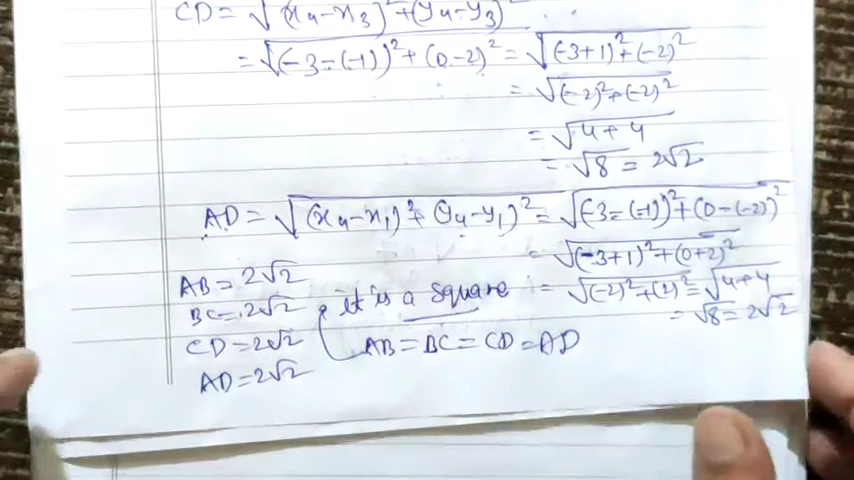 CD = √(x₄-x₃)²+(y₄-y₃)²
= √(-3-(-1))²+(0-2)² = √(-3+1)²+(-2)²
= √(-2)²+(-2)²
= √4+4
= √8 = 2√2
AD = √(x₄-x₁)²+(y₄-y₁)² = √(-3-(-1))²+(0-(-2))²
= √(-3+1)²+(0+2)²
= √(-2)²+(2)² = √4+4
= √8 = 2√2
AB = 2√2
BC = 2√2
CD = 2√2
AD = 2√2
it is a square
AB = BC = CD = AD